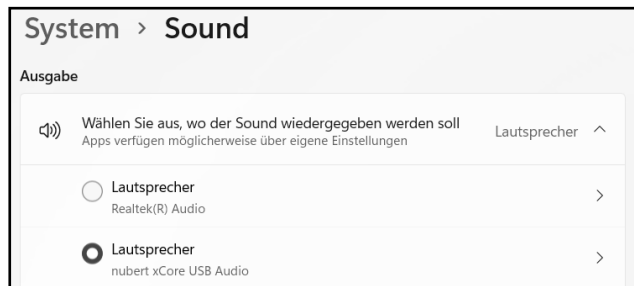 System > Sound
Ausgabe
Wählen Sie aus, wo der Sound wiedergegeben werden soll
Apps verfügen möglicherweise über eigene Einstellungen
Lautsprecher
Lautsprecher
Realtek(R) Audio
Lautsprecher
nubert xCore USB Audio